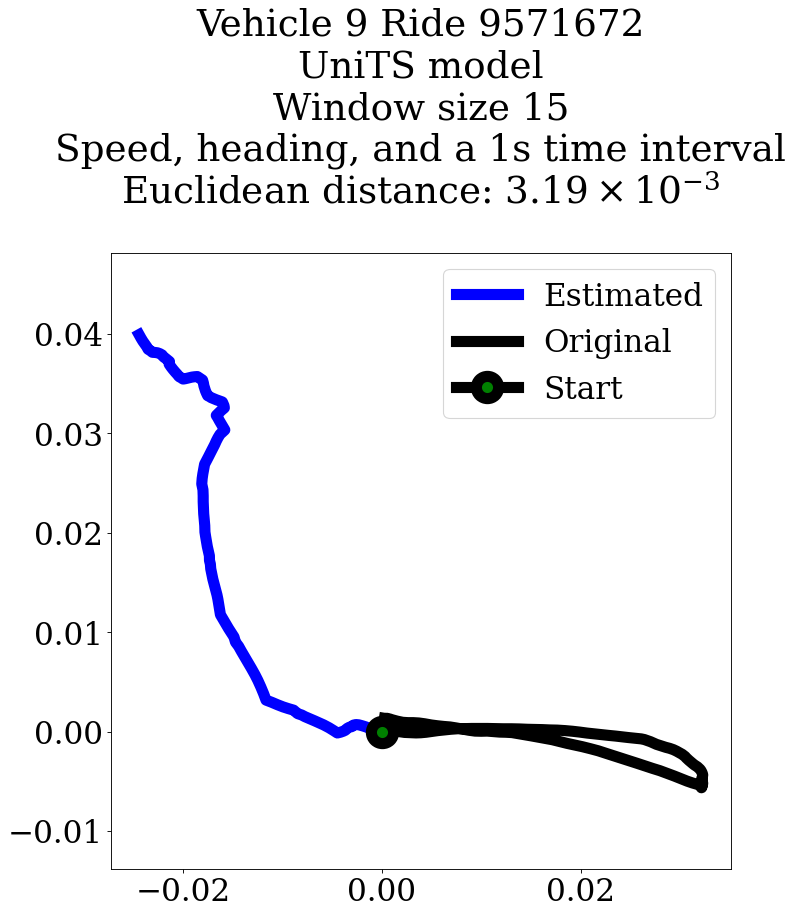 Vehicle 9 Ride 9571672
UniTS model
Window size 15
Speed, heading, and a 1s time interval
Euclidean distance: 3.19 × 10⁻³
Estimated
Original
Start
0.04
0.03
0.02
0.01
0.00
−0.01
−0.02 0.00 0.02